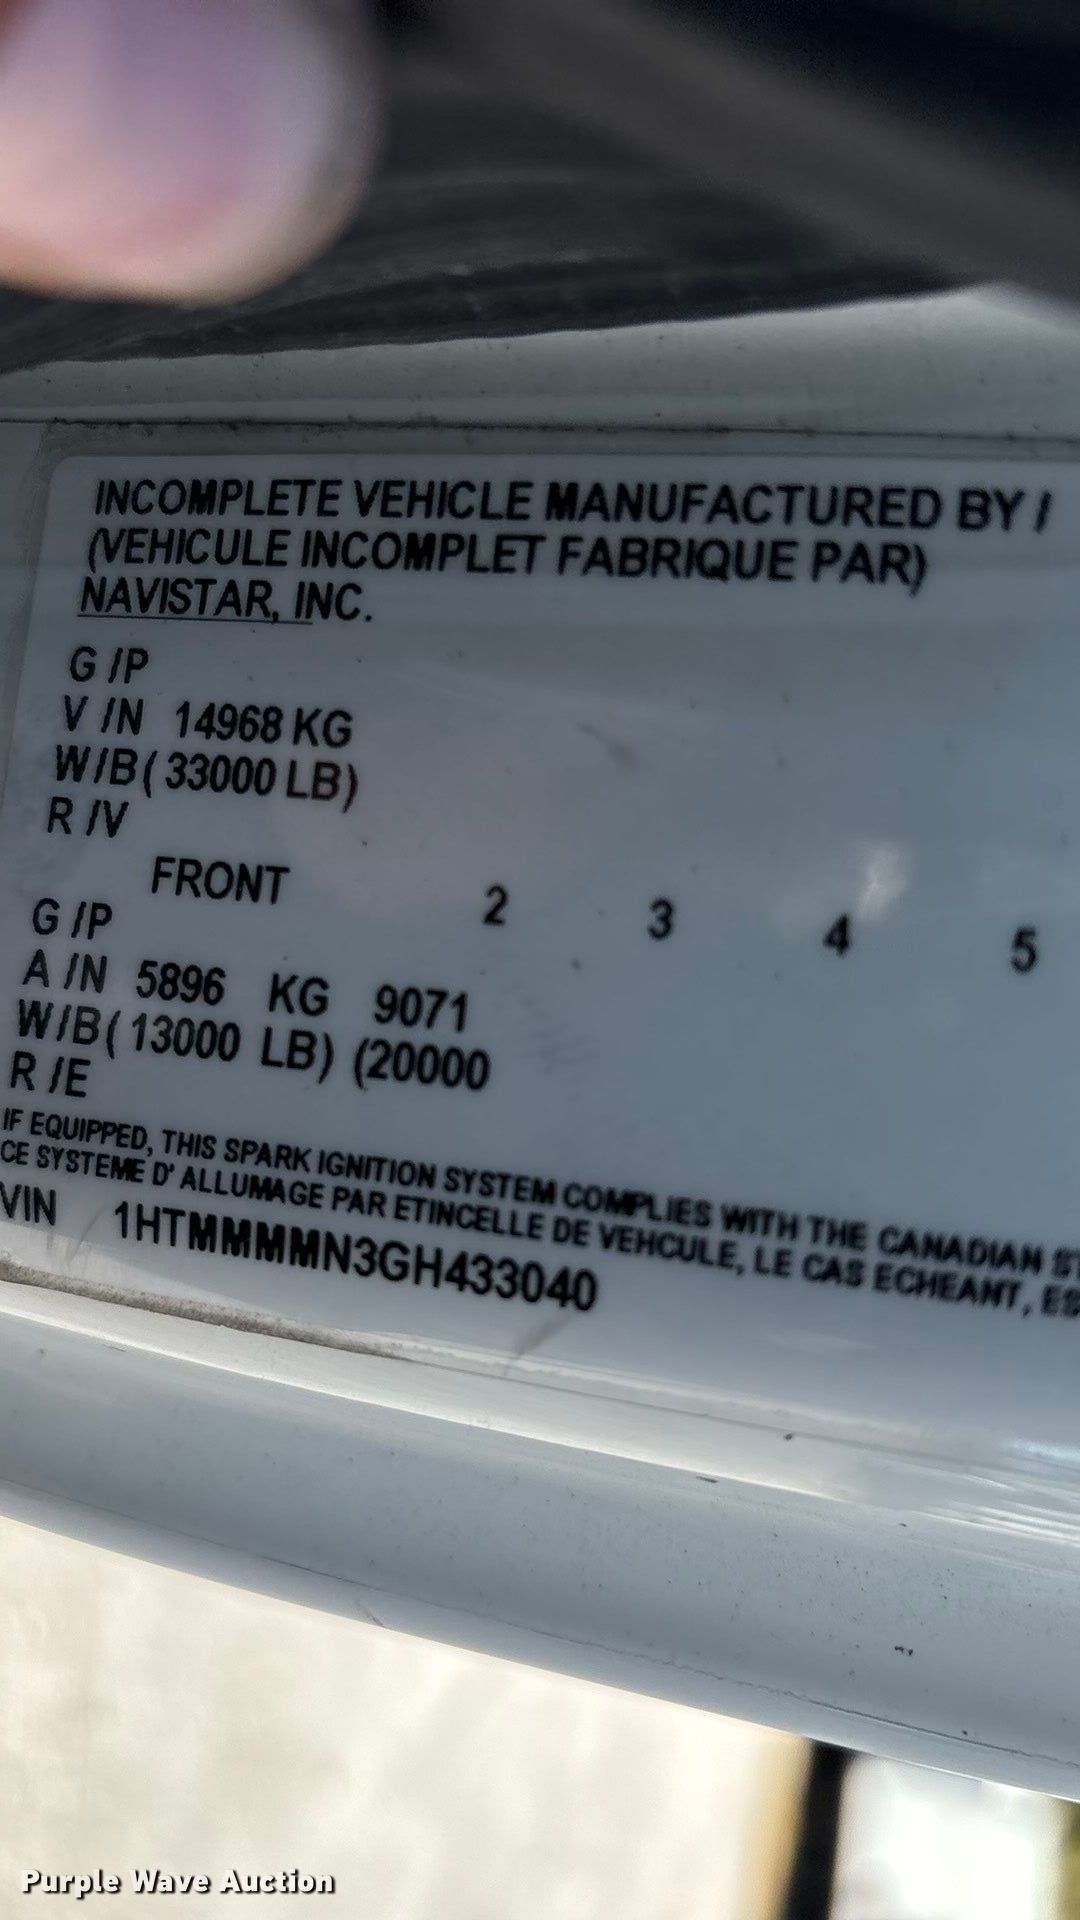 INCOMPLETE VEHICLE MANUFACTURED BY /
(VEHICULE INCOMPLET FABRIQUE PAR)
NAVISTAR, INC.
G /P
V /N 14968 KG
W/B( 33000 LB)
R /V
FRONT 2 3 4 5
G /P
A /N 5896 KG 9071
W/B( 13000 LB) (20000
R /E
IF EQUIPPED, THIS SPARK IGNITION SYSTEM COMPLIES WITH THE CANADIAN ST
CE SYSTEME D' ALLUMAGE PAR ETINCELLE DE VEHCULE, LE CAS ECHEANT, ES
VIN 1HTMMMMN3GH433040
Purple Wave Auction